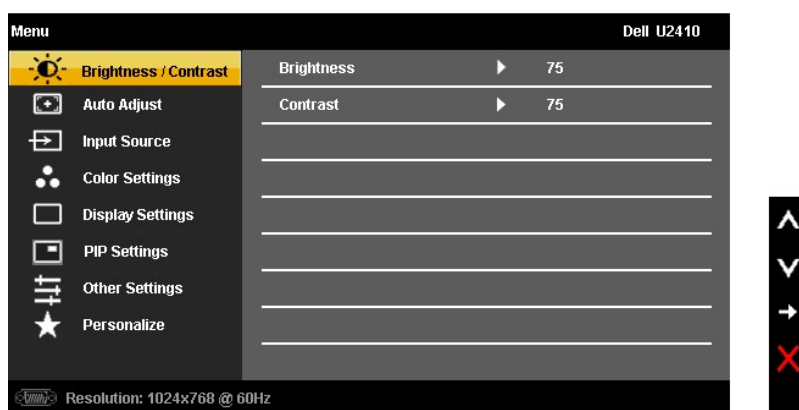 Menu Dell U2410
Brightness / Contrast Brightness 75
Auto Adjust Contrast 75
Input Source
Color Settings
Display Settings
PIP Settings
Other Settings
Personalize
Resolution: 1024x768 @ 60Hz